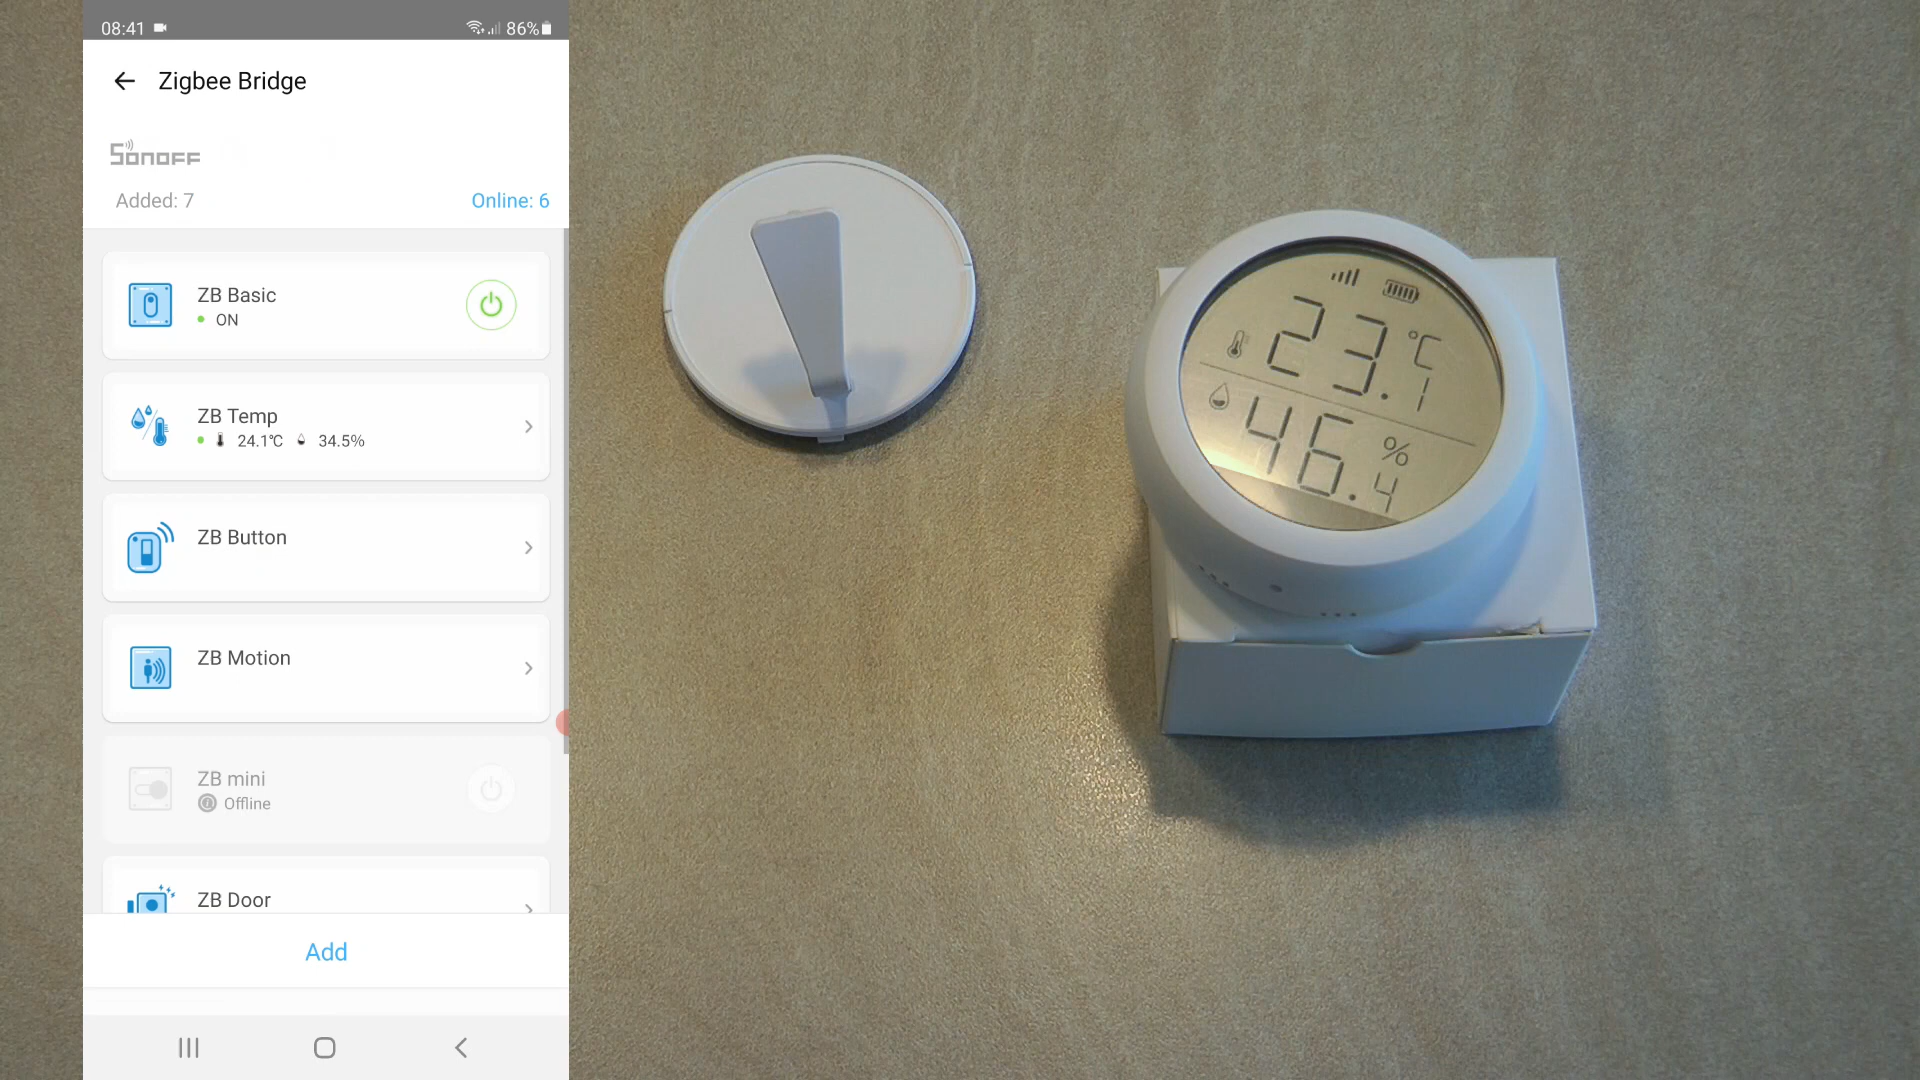 08:41
86%
Zigbee Bridge
SONOFF
Added: 7
Online: 6
ZB Basic
ON
ZB Temp
24.1°C
34.5%
ZB Button
ZB Motion
ZB mini
Offline
ZB Door
Add
23.1 °C
46.4 %